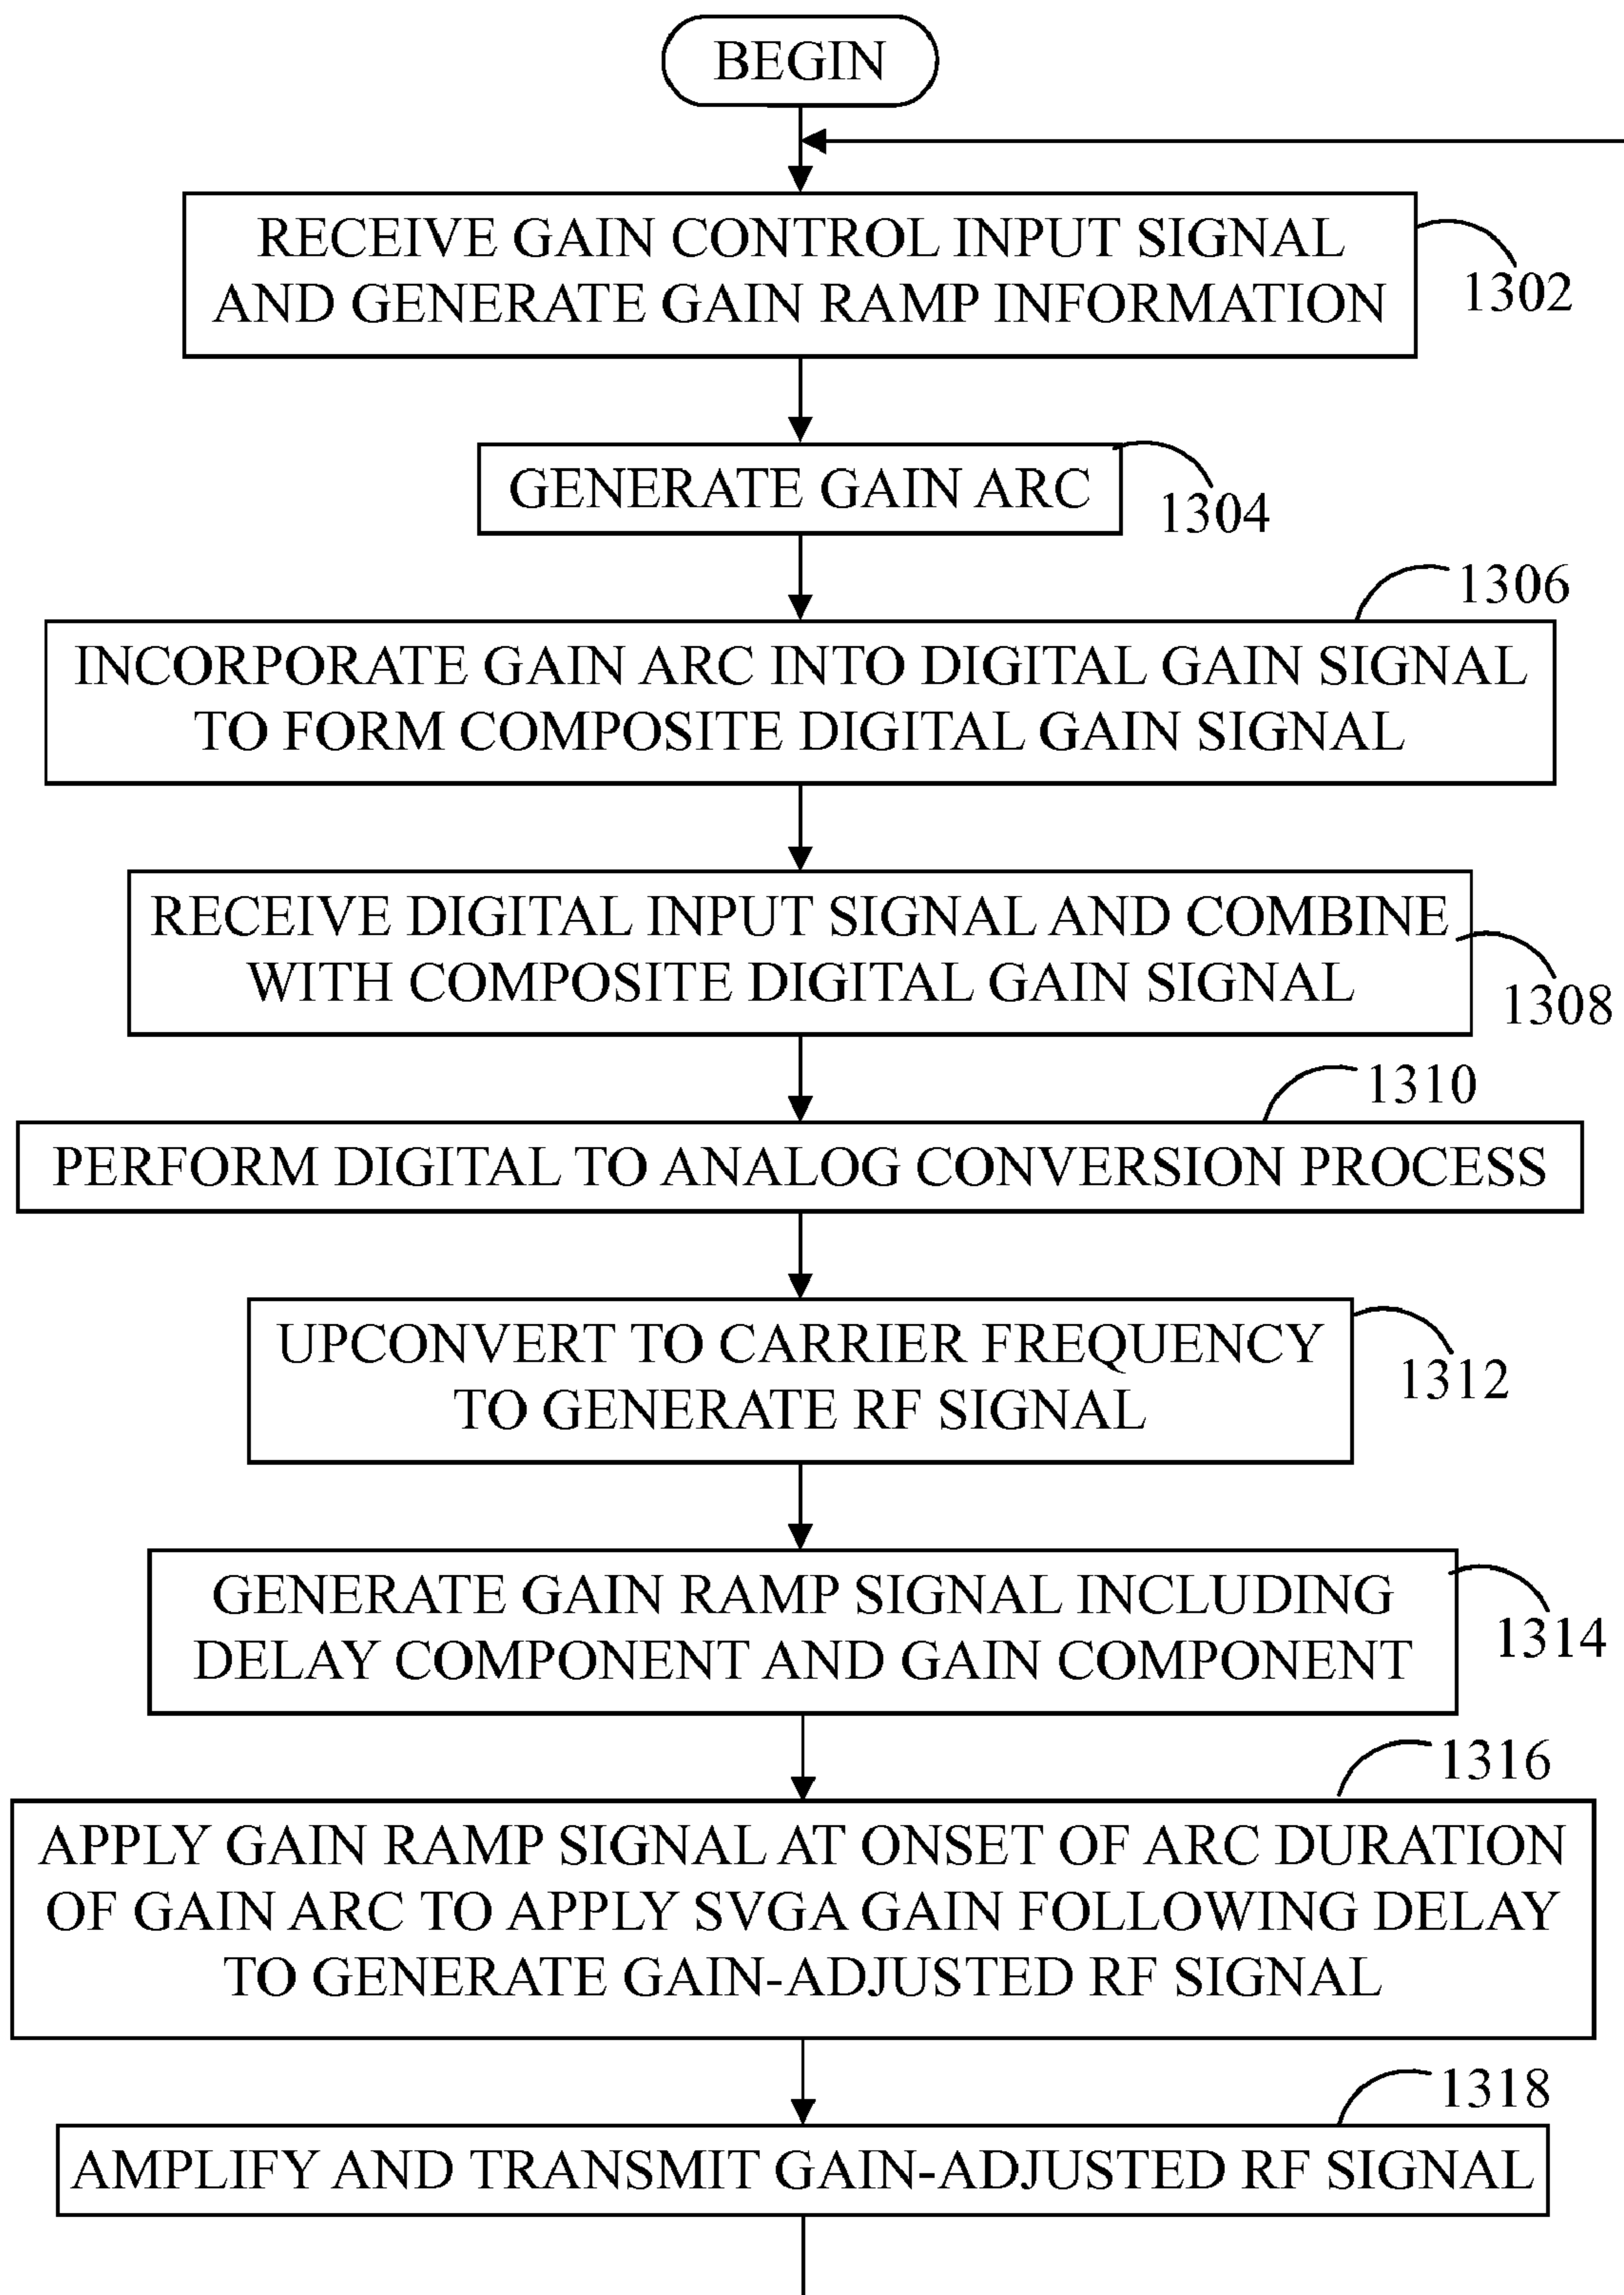 BEGIN
RECEIVE GAIN CONTROL INPUT SIGNAL
AND GENERATE GAIN RAMP INFORMATION
1302
GENERATE GAIN ARC
1304
1306
INCORPORATE GAIN ARC INTO DIGITAL GAIN SIGNAL
TO FORM COMPOSITE DIGITAL GAIN SIGNAL
RECEIVE DIGITAL INPUT SIGNAL AND COMBINE
WITH COMPOSITE DIGITAL GAIN SIGNAL
1308
1310
PERFORM DIGITAL TO ANALOG CONVERSION PROCESS
UPCONVERT TO CARRIER FREQUENCY
TO GENERATE RF SIGNAL
1312
GENERATE GAIN RAMP SIGNAL INCLUDING
DELAY COMPONENT AND GAIN COMPONENT
1314
1316
APPLY GAIN RAMP SIGNAL AT ONSET OF ARC DURATION
OF GAIN ARC TO APPLY SVGA GAIN FOLLOWING DELAY
TO GENERATE GAIN-ADJUSTED RF SIGNAL
1318
AMPLIFY AND TRANSMIT GAIN-ADJUSTED RF SIGNAL